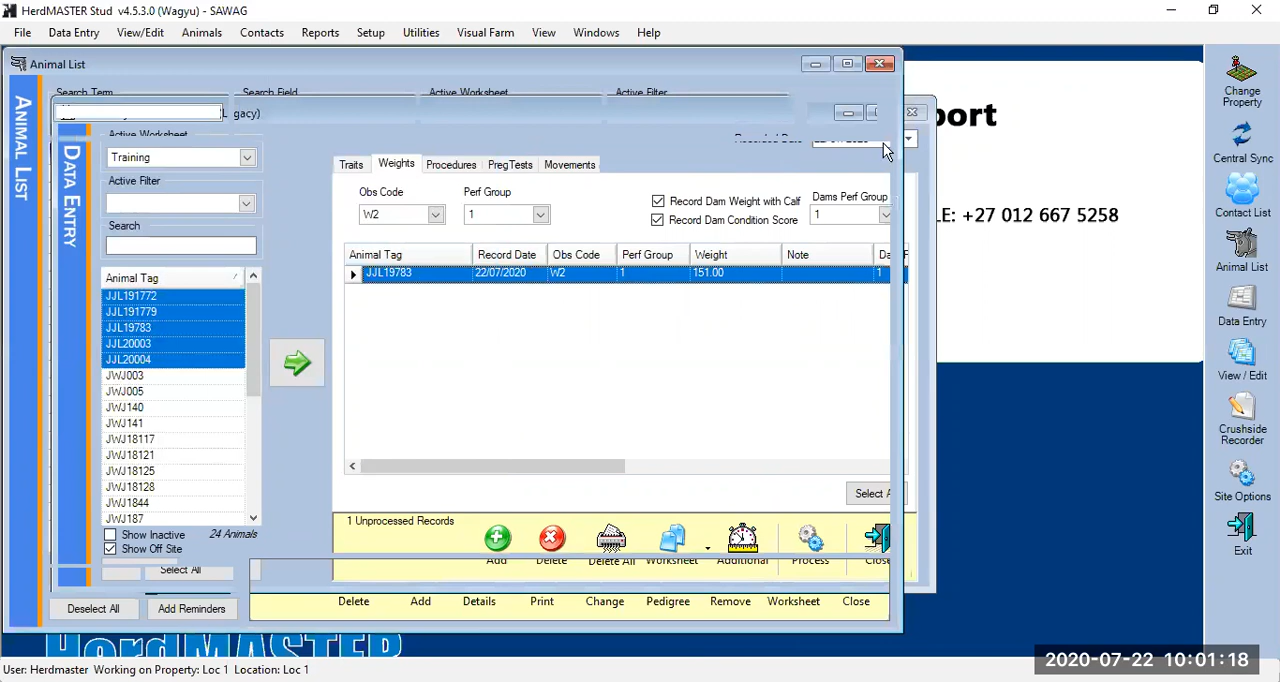 HerdMASTER Stud v4.5.3.0 (Wagyu) - SAWAG
File Data Entry View/Edit Animals Contacts Reports Setup Utilities Visual Farm View Windows Help
Animal List
Search Term Search Field Active Worksheet Active Filter
gacy)
ANIMAL LIST
DATA ENTRY
Active Worksheet
Training
Active Filter
Search
Recorded Date
Traits Weights Procedures PregTests Movements
Obs Code Perf Group
W2 1
Record Dam Weight with Calf
Record Dam Condition Score
Dams Perf Group
1
Animal Tag Record Date Obs Code Perf Group Weight Note
JJL19783 22/07/2020 W2 1 151.00 1
Animal Tag
JJL191772
JJL191779
JJL19783
JJL20003
JJL20004
JWJ003
JWJ005
JWJ140
JWJ141
JWJ18117
JWJ18121
JWJ18125
JWJ18128
JWJ1844
JWJ187
Show Inactive 24 Animals
Show Off Site
Select All
Select A
1 Unprocessed Records
Add Delete Delete All Worksheet Additional Process Close
Deselect All Add Reminders
Delete Add Details Print Change Pedigree Remove Worksheet Close
port
LE: +27 012 667 5258
Change
Property
Central Sync
Contact List
Animal List
Data Entry
View / Edit
Crushside
Recorder
Site Options
Exit
HerdMASTER
User: Herdmaster Working on Property: Loc 1 Location: Loc 1
2020-07-22 10:01:18